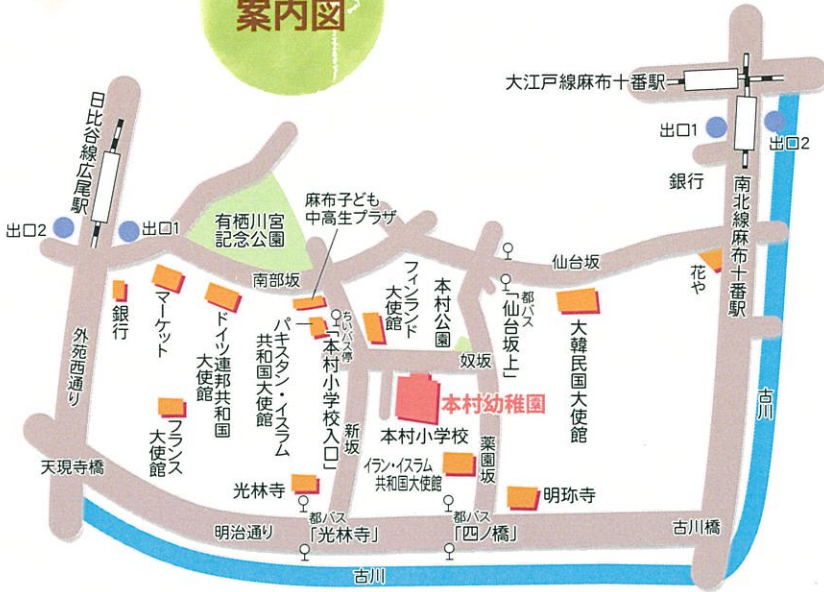 案内図
大江戸線麻布十番駅
日比谷線広尾駅
出口1
出口2
銀行
南北線麻布十番駅
麻布子ども
中高生プラザ
有栖川宮
記念公園
出口2
出口1
南部坂
フィンランド
大使館
本村公園
都バス
「仙台坂上」
仙台坂
花や
銀行
マーケット
ドイツ連邦共和国
大使館
パキスタン・イスラム
共和国大使館
ちぃバス停
「本村小学校入口」
奴坂
大韓民国大使館
外苑西通り
本村幼稚園
古川
フランス
大使館
新坂
本村小学校
薬園坂
イラン・イスラム
共和国大使館
天現寺橋
光林寺
明珎寺
明治通り
都バス
「光林寺」
都バス
「四ノ橋」
古川橋
古川